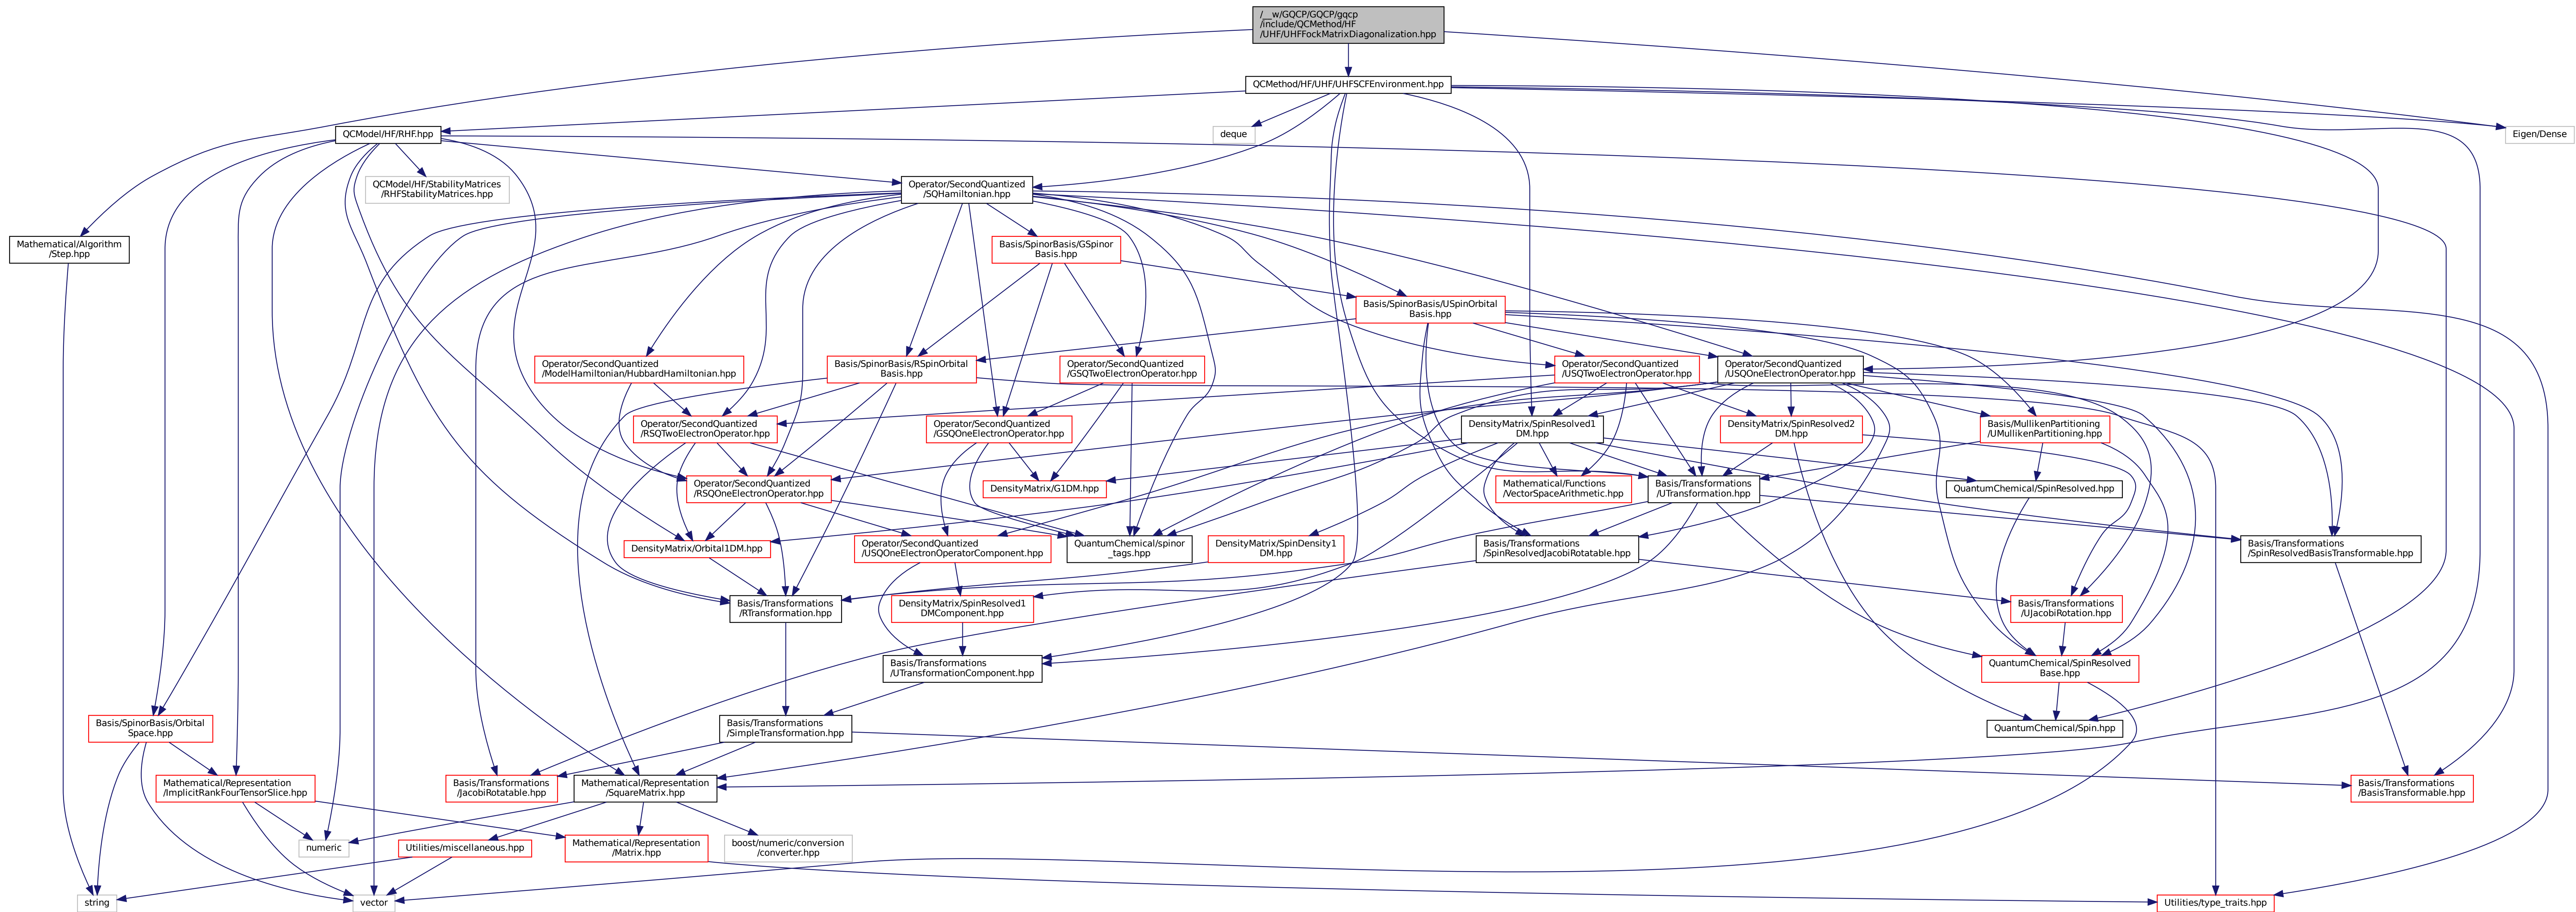 /__w/GQCP/GQCP/gqcp
/include/QCMethod/HF
/UHF/UHFFockMatrixDiagonalization.hpp
QCMethod/HF/UHF/UHFSCFEnvironment.hpp
QCModel/HF/RHF.hpp
deque
Eigen/Dense
QCModel/HF/StabilityMatrices
/RHFStabilityMatrices.hpp
Operator/SecondQuantized
/SQHamiltonian.hpp
Mathematical/Algorithm
/Step.hpp
Basis/SpinorBasis/GSpinor
Basis.hpp
Basis/SpinorBasis/USpinOrbital
Basis.hpp
Operator/SecondQuantized
/ModelHamiltonian/HubbardHamiltonian.hpp
Basis/SpinorBasis/RSpinOrbital
Basis.hpp
Operator/SecondQuantized
/GSQTwoElectronOperator.hpp
Operator/SecondQuantized
/USQTwoElectronOperator.hpp
Operator/SecondQuantized
/USQOneElectronOperator.hpp
Operator/SecondQuantized
/RSQTwoElectronOperator.hpp
Operator/SecondQuantized
/GSQOneElectronOperator.hpp
DensityMatrix/SpinResolved1
DM.hpp
DensityMatrix/SpinResolved2
DM.hpp
Basis/MullikenPartitioning
/UMullikenPartitioning.hpp
Operator/SecondQuantized
/RSQOneElectronOperator.hpp
DensityMatrix/G1DM.hpp
Mathematical/Functions
/VectorSpaceArithmetic.hpp
Basis/Transformations
/UTransformation.hpp
QuantumChemical/SpinResolved.hpp
DensityMatrix/Orbital1DM.hpp
Operator/SecondQuantized
/USQOneElectronOperatorComponent.hpp
QuantumChemical/spinor
_tags.hpp
DensityMatrix/SpinDensity1
DM.hpp
Basis/Transformations
/SpinResolvedJacobiRotatable.hpp
Basis/Transformations
/SpinResolvedBasisTransformable.hpp
Basis/Transformations
/RTransformation.hpp
DensityMatrix/SpinResolved1
DMComponent.hpp
Basis/Transformations
/UJacobiRotation.hpp
Basis/Transformations
/UTransformationComponent.hpp
QuantumChemical/SpinResolved
Base.hpp
Basis/SpinorBasis/Orbital
Space.hpp
Basis/Transformations
/SimpleTransformation.hpp
QuantumChemical/Spin.hpp
Mathematical/Representation
/ImplicitRankFourTensorSlice.hpp
Basis/Transformations
/JacobiRotatable.hpp
Mathematical/Representation
/SquareMatrix.hpp
Basis/Transformations
/BasisTransformable.hpp
numeric
Utilities/miscellaneous.hpp
Mathematical/Representation
/Matrix.hpp
boost/numeric/conversion
/converter.hpp
string
vector
Utilities/type_traits.hpp